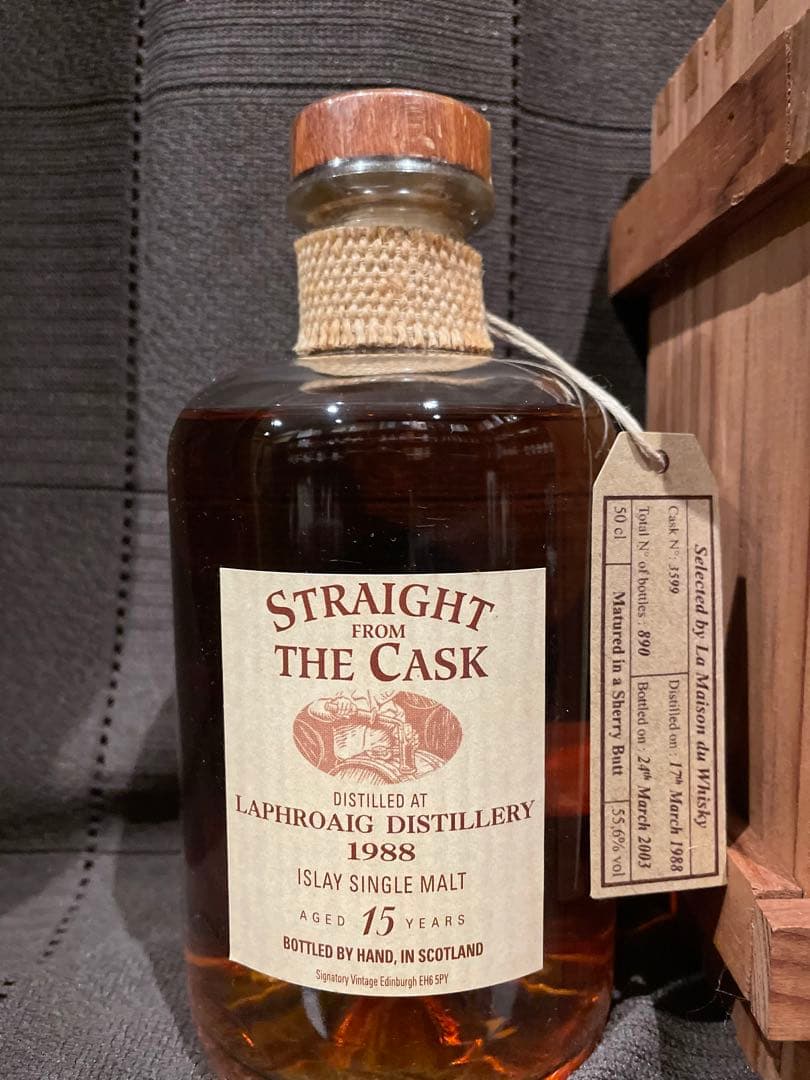 STRAIGHT
FROM
THE CASK
DISTILLED AT
LAPHROAIG DISTILLERY
1988
ISLAY SINGLE MALT
AGED 15 YEARS
BOTTLED BY HAND, IN SCOTLAND
Signatory Vintage Edinburgh EH6 5PY
Selected by La Maison du Whisky
Cask N°: 3599 Distilled on : 17th March 1988
Total N° of bottles : 890 Bottled on : 24th March 2003
50 cl Matured in a Sherry Butt 55,6% vol